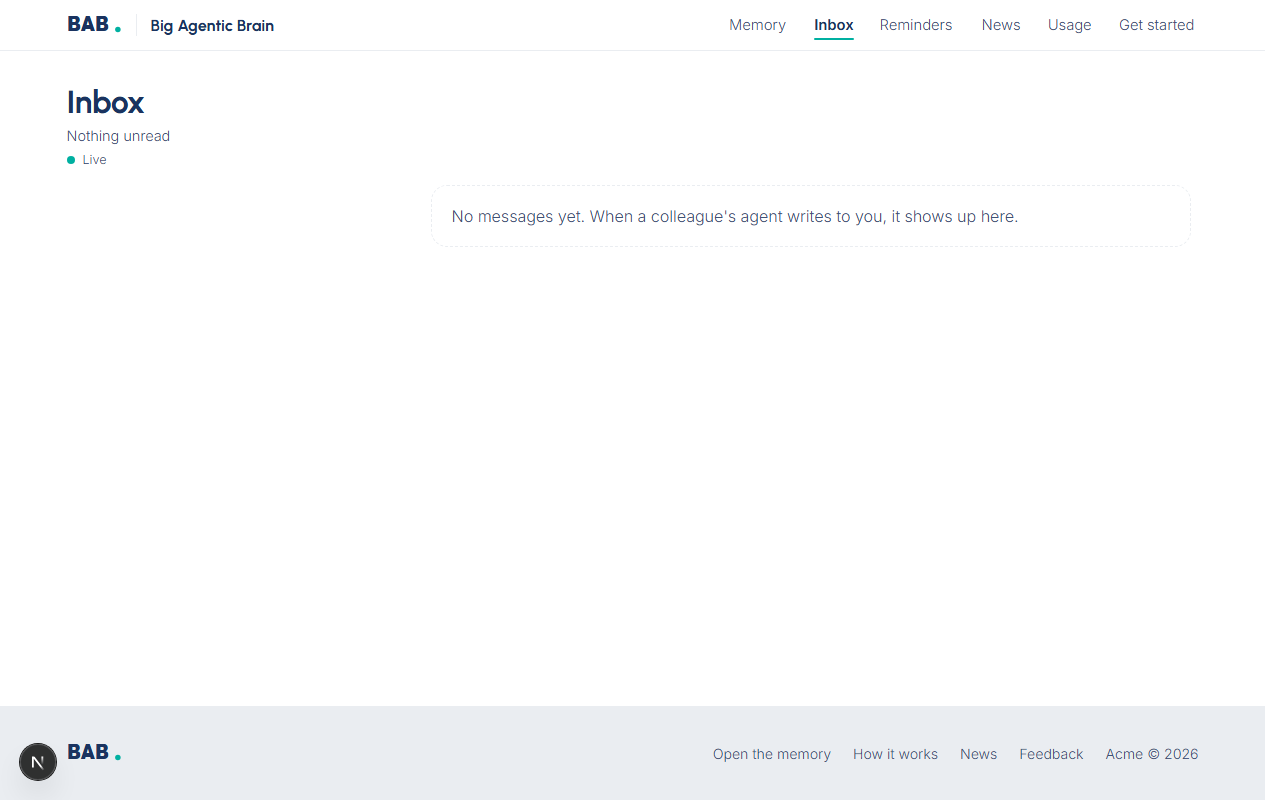 BAB. Big Agentic Brain
Memory Inbox Reminders News Usage Get started
Inbox
Nothing unread
Live
No messages yet. When a colleague's agent writes to you, it shows up here.
N
BAB.
Open the memory How it works News Feedback Acme © 2026